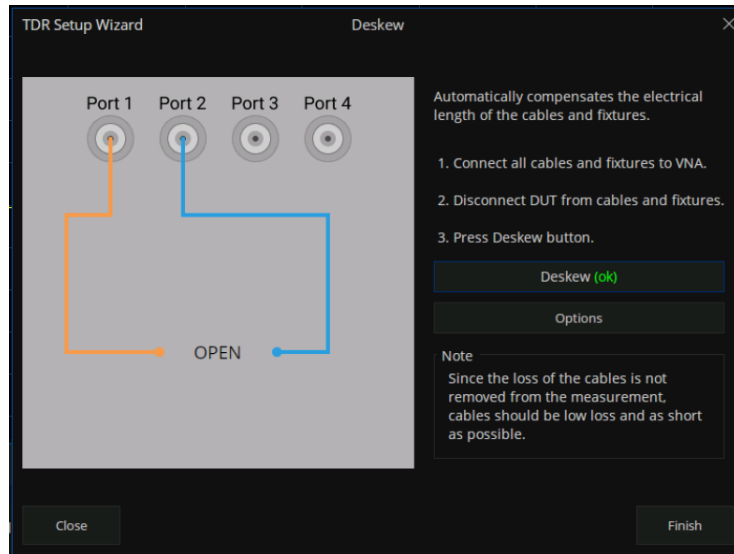 TDR Setup Wizard
Deskew
Port 1 Port 2 Port 3 Port 4
OPEN
Automatically compensates the electrical
length of the cables and fixtures.
1. Connect all cables and fixtures to VNA.
2. Disconnect DUT from cables and fixtures.
3. Press Deskew button.
Deskew (ok)
Options
Note
Since the loss of the cables is not
removed from the measurement,
cables should be low loss and as short
as possible.
Close
Finish